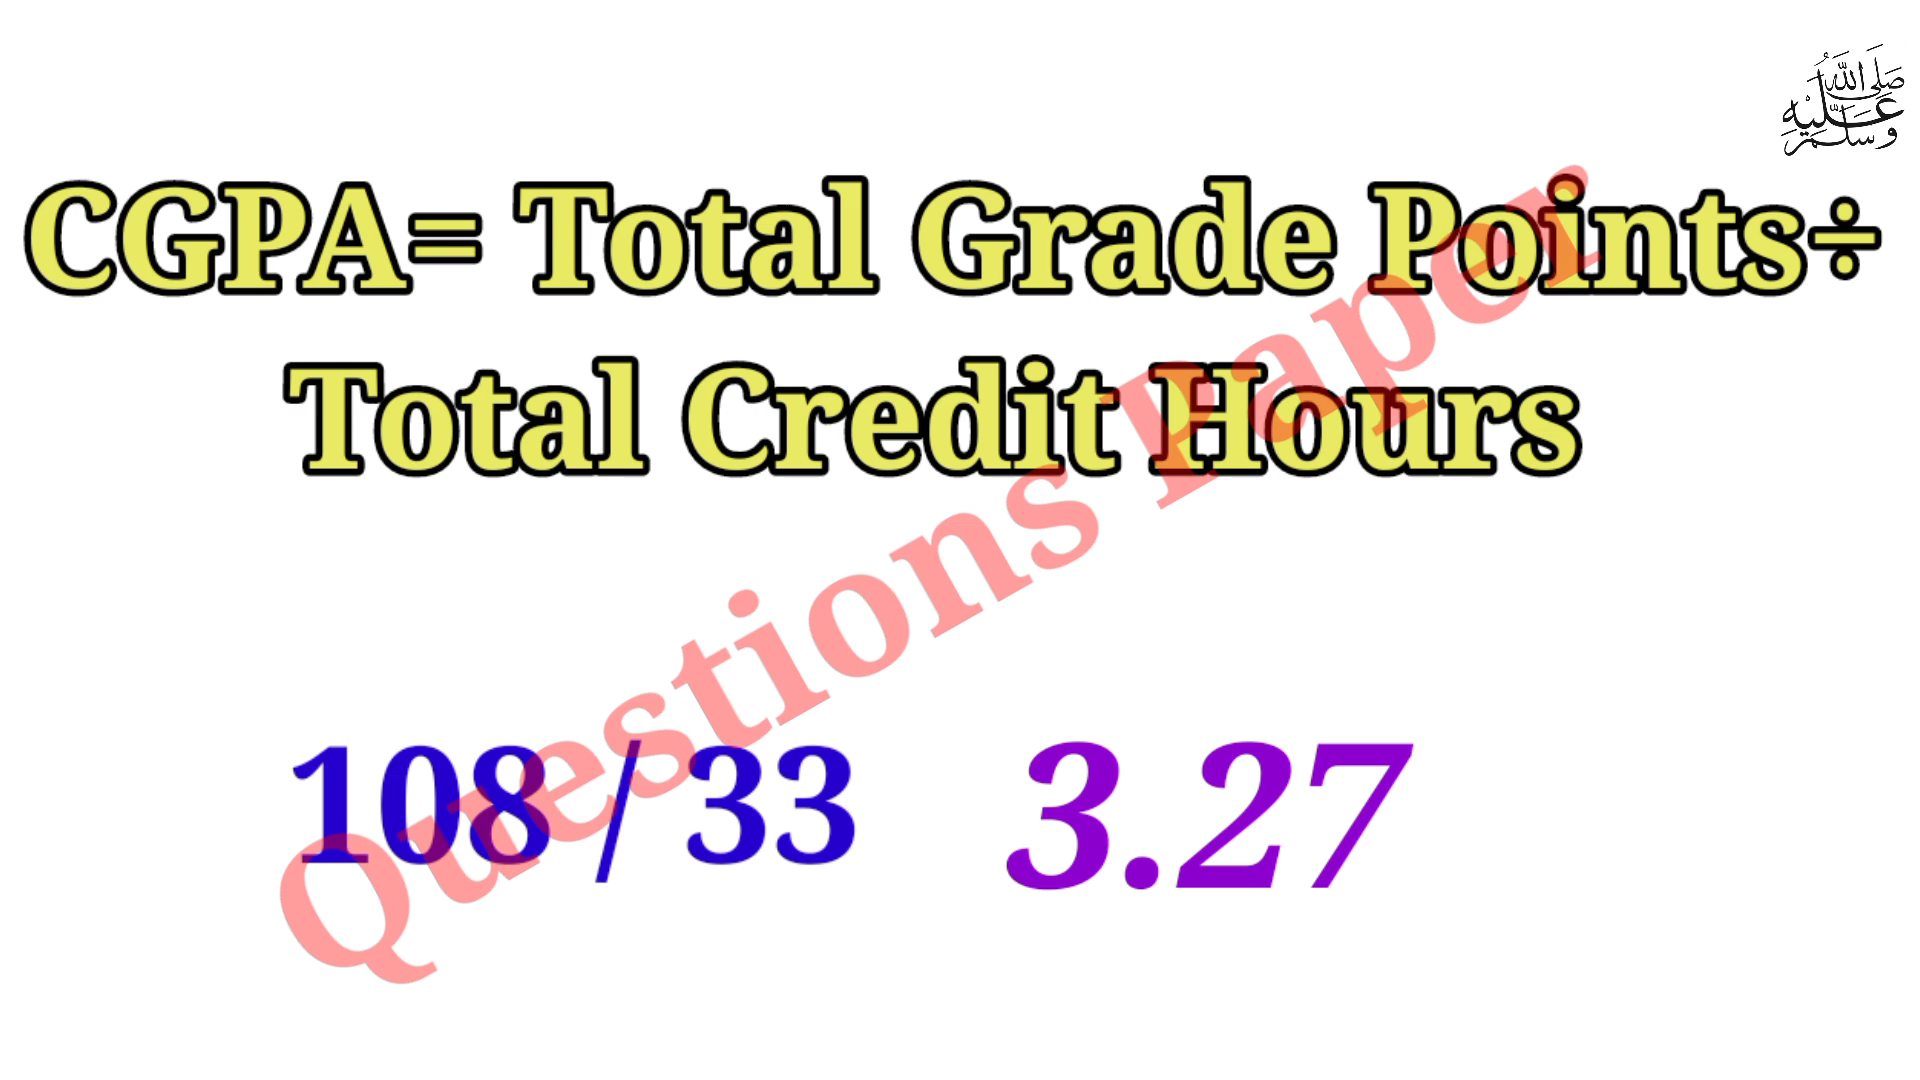 صلى الله
عليه
وسلم
CGPA= Total Grade Points÷
Total Credit Hours
108 / 33 3.27
Questions Paper